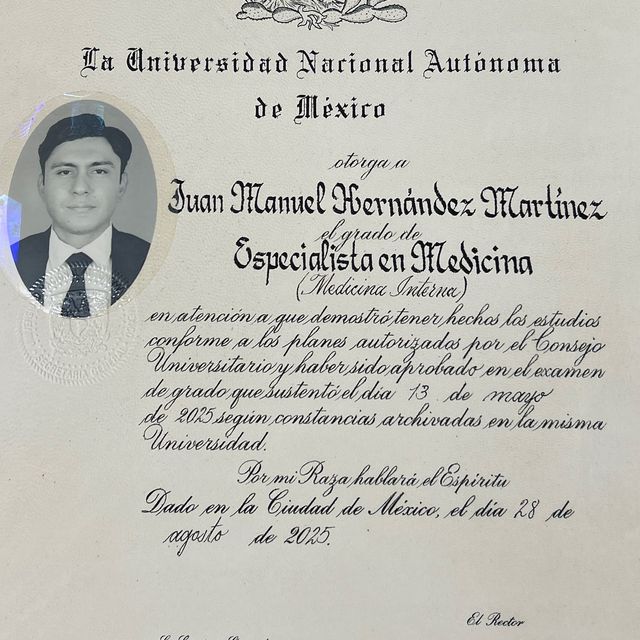 La Universidad Nacional Autónoma
de México
otorga a
Juan Manuel Hernández Martínez
el grado de
Especialista en Medicina
(Medicina Interna)
en atención a que demostró tener hechos los estudios
conforme a los planes autorizados por el Consejo
Universitario y haber sido aprobado en el examen
de grado que sustentó el día 13 de mayo
de 2025 según constancias archivadas en la misma
Universidad.
Por mi Raza hablará el Espíritu
Dado en la Ciudad de México, el día 28 de
agosto de 2025.
El Rector